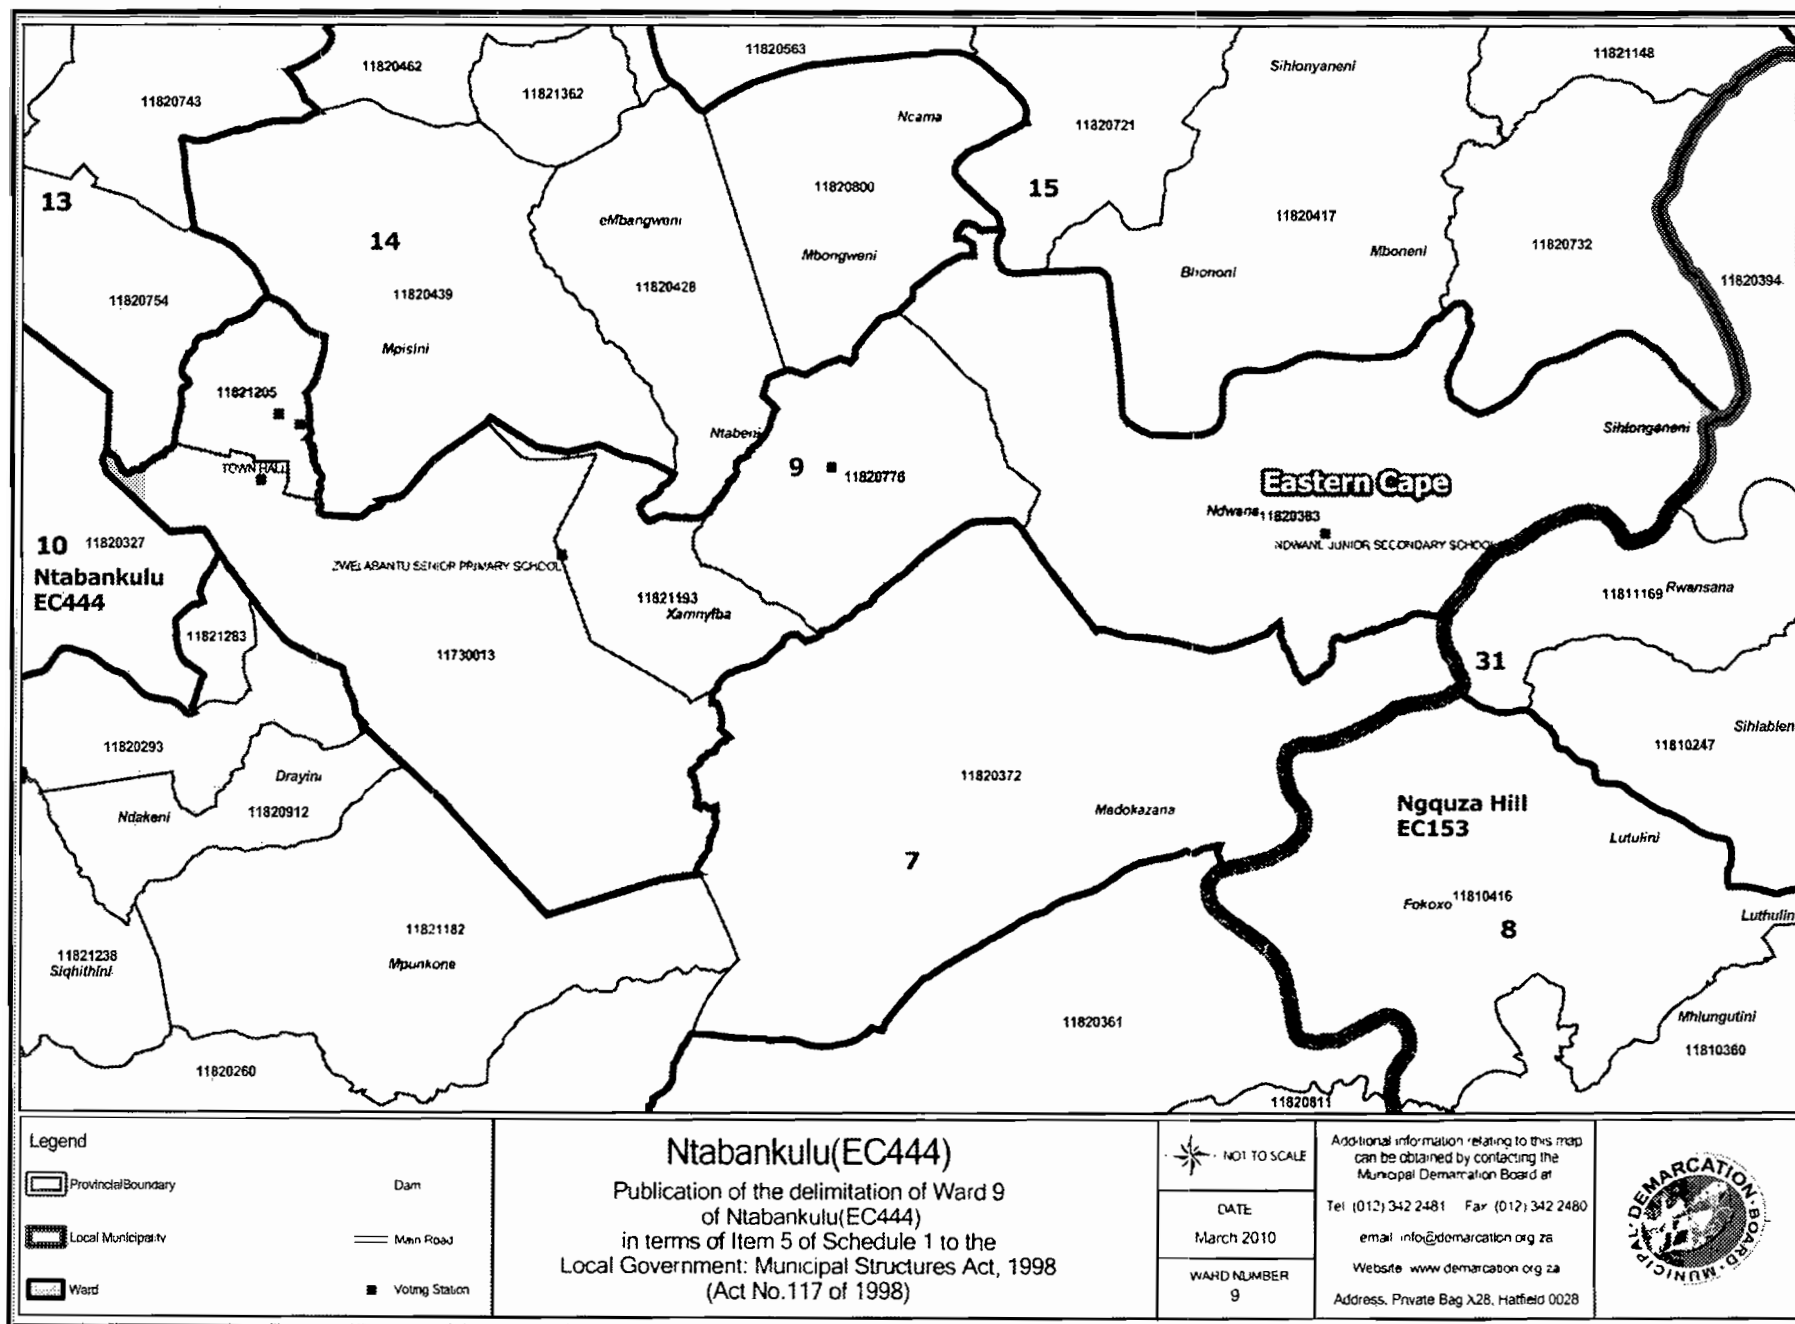 11820563
Sihlonyaneni
11821148
11820462
11821362
11820743
Ncama
11820721
13
14
11820800
15
eMbangweni
11820417
11820732
Mbongweni
Mboneni
Bhononi
11820754
11820439
11820428
11820394
Mpisini
11821205
Ntabeni
Sihlonganeni
TOWN HALL
9
11820776
Eastern Cape
Ndwana 11820383
NDWANE JUNIOR SECONDARY SCHOOL
10
11820327
Ntabankulu
EC444
ZWELABANTU SENIOR PRIMARY SCHOOL
11821193
11811169 Rwansana
11821283
11730013
31
11820293
Sihlablen
11810247
Drayini
11820372
Ndakeni
11820912
Madokazana
Ngquza Hill
EC153
Lutulini
7
Fokoxo 11810416
8
Luthulin
11821182
11821238
Siqhithini
Mpunkone
11820361
Mhlungutini
11810360
11820260
11820811
Legend
Provincial Boundary
Dam
Local Municipality
Main Road
Ward
Voting Station
Ntabankulu(EC444)
Publication of the delimitation of Ward 9
of Ntabankulu(EC444)
in terms of Item 5 of Schedule 1 to the
Local Government: Municipal Structures Act, 1998
(Act No.117 of 1998)
NOT TO SCALE
DATE
March 2010
WARD NUMBER
9
Additional information relating to this map
can be obtained by contacting the
Municipal Demarcation Board at
Tel (012) 342 2481 Fax (012) 342 2480
email info@demarcation.org.za
Website www.demarcation.org.za
Address, Private Bag X28, Hatfield 0028
MUNICIPAL DEMARCATION BOARD